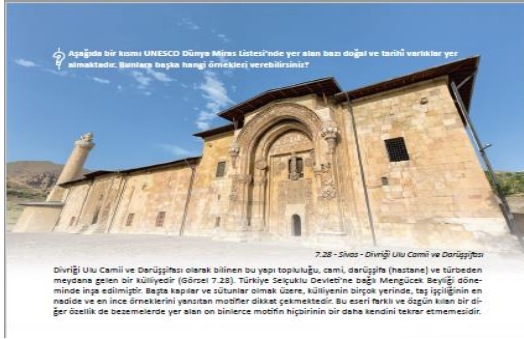 Aşağıda bir kısmı UNESCO Dünya Miras Listesi'nde yer alan bazı doğal ve tarihî varlıklar yer
almaktadır. Bunlara başka hangi örnekleri verebilirsiniz?
7.28 - Sivas - Divriği Ulu Camii ve Darüşşifası
Divriği Ulu Camii ve Darüşşifası olarak bilinen bu yapı topluluğu, cami, darüşşifa (hastane) ve türbeden
meydana gelen bir külliyedir (Görsel 7.28). Türkiye Selçuklu Devleti'ne bağlı Mengücek Beyliği döne-
minde inşa edilmiştir. Başta kapılar ve sütunlar olmak üzere, külliyenin birçok yerinde, taş işçiliğinin en
nadide ve en ince örneklerini yansıtan motifler dikkat çekmektedir. Bu eseri farklı ve özgün kılan bir di-
ğer özellik de bezemelerde yer alan on binlerce motifin hiçbirinin bir daha kendini tekrar etmemesidir.